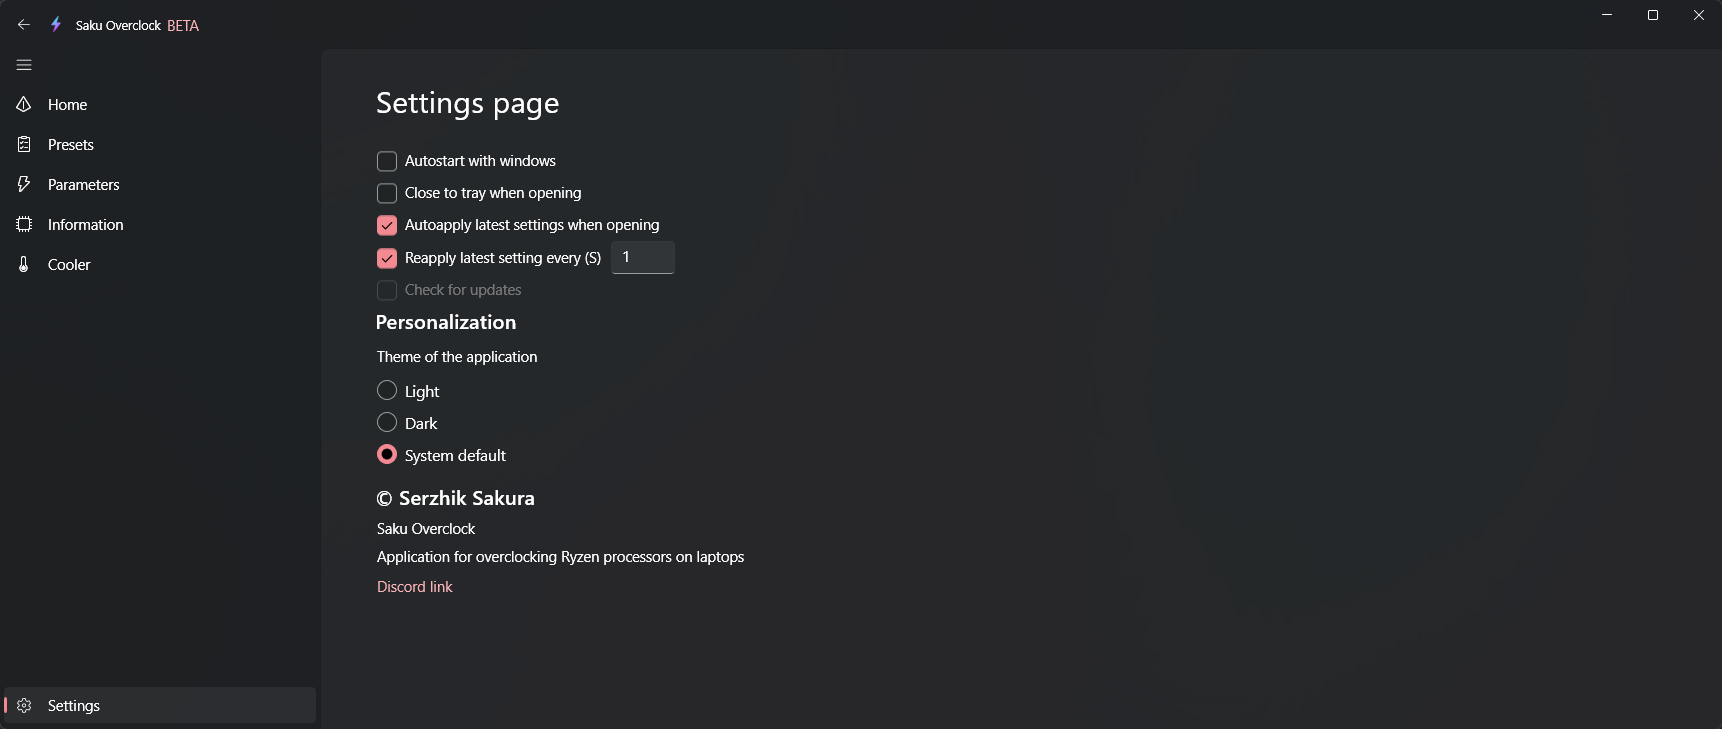 Saku Overclock BETA
Home
Presets
Parameters
Information
Cooler
Settings
Settings page
Autostart with windows
Close to tray when opening
Autoapply latest settings when opening
Reapply latest setting every (S) 1
Check for updates
Personalization
Theme of the application
Light
Dark
System default
© Serzhik Sakura
Saku Overclock
Application for overclocking Ryzen processors on laptops
Discord link